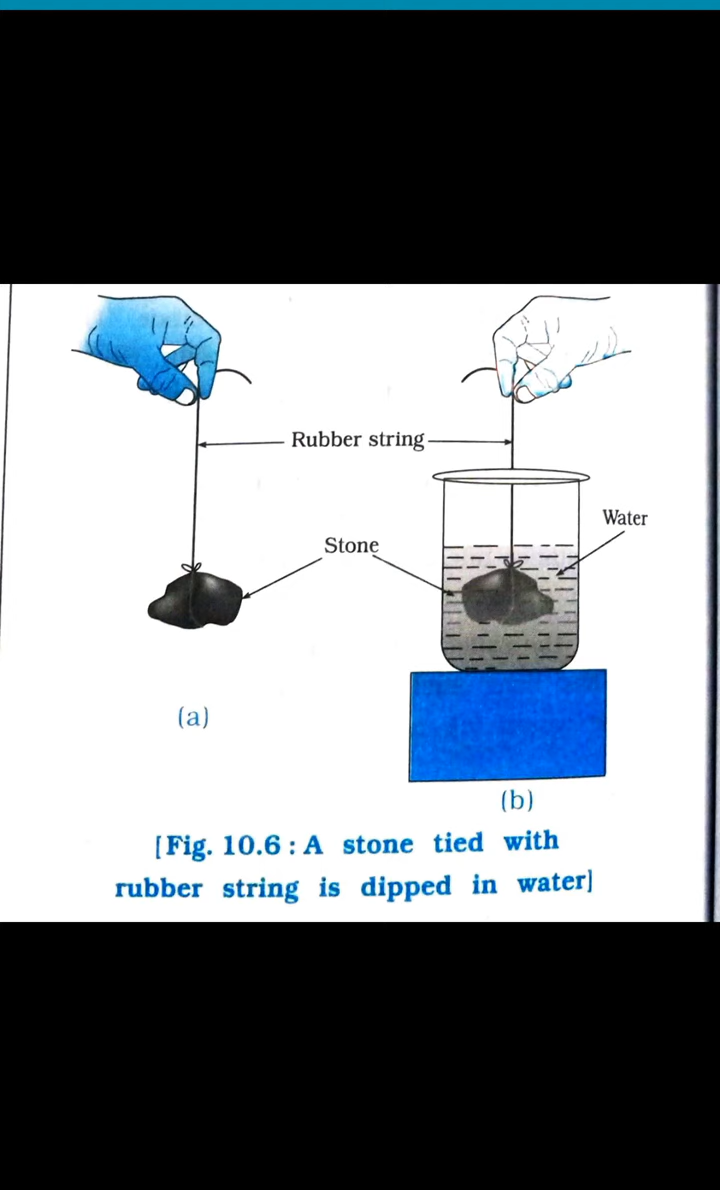 Rubber string
Water
Stone
(a)
(b)
[Fig. 10.6 : A stone tied with
rubber string is dipped in water]